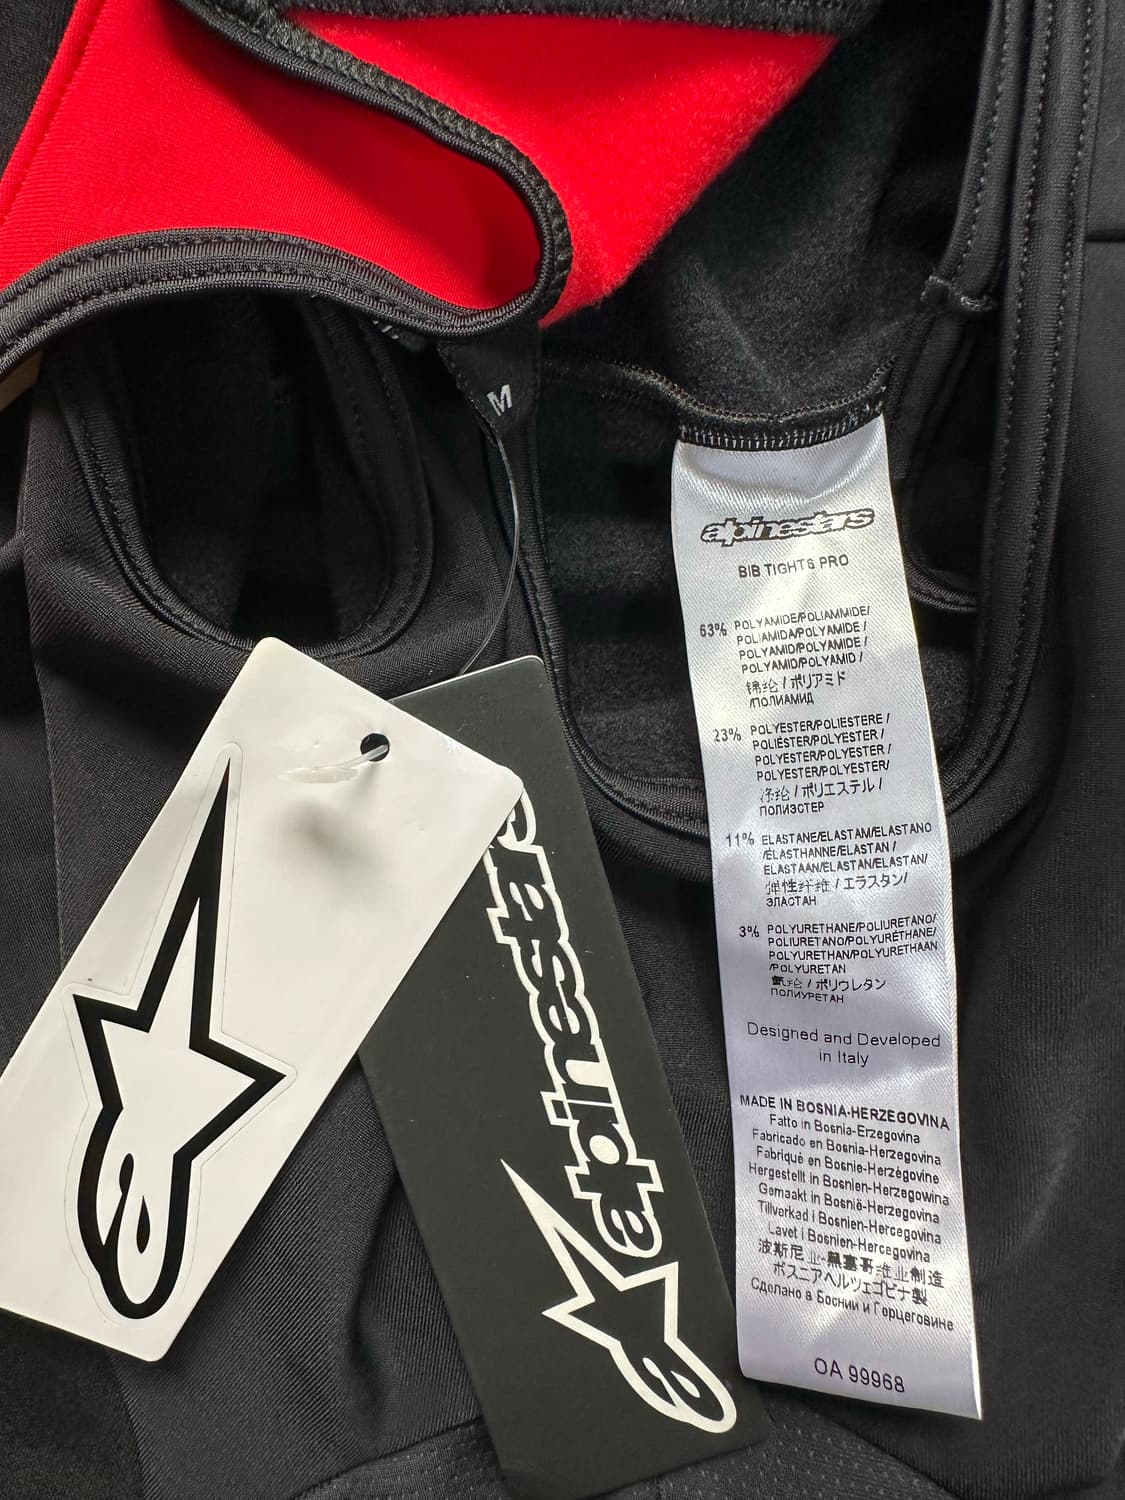 M
alpinestars
BIB TIGHTS PRO
63% POLYAMIDE/POLIAMMIDE/
POLIAMIDA/POLYAMIDE /
POLYAMID/POLYAMIDE /
POLYAMID/POLYAMID /
锦纶 / ポリアミド
/ПОЛИАМИД
23% POLYESTER/POLIESTERE /
POLIÉSTER/POLYESTER /
POLYESTER/POLYESTER /
POLYESTER/POLYESTER/
涤纶 / ポリエステル /
ПОЛИЭСТЕР
11% ELASTANE/ELASTAM/ELASTANO
/ÉLASTHANNE/ELASTAN /
ELASTAAN/ELASTAN/ELASTAN/
弹性纤维 / エラスタン/
ЭЛАСТАН
3% POLYURETHANE/POLIURETANO/
POLIURETANO/POLYURÉTHANE/
POLYURETHAN/POLYURETHAAN
/POLYURETAN
氨纶 / ポリウレタン
ПОЛИУРЕТАН
Designed and Developed
in Italy
MADE IN BOSNIA-HERZEGOVINA
Fatto in Bosnia-Erzegovina
Fabricado en Bosnia-Herzegovina
Fabriqué en Bosnie-Herzégovine
Hergestellt in Bosnien-Herzegowina
Gemaakt in Bosnië-Herzegovina
Tillverkad i Bosnien-Hercegovina
Lavet i Bosnien-Hercegovina
波斯尼亚-黑塞哥维亚制造
ボスニアヘルツェゴビナ製
Сделано в Боснии и Герцеговине
OA 99968
alpinestars